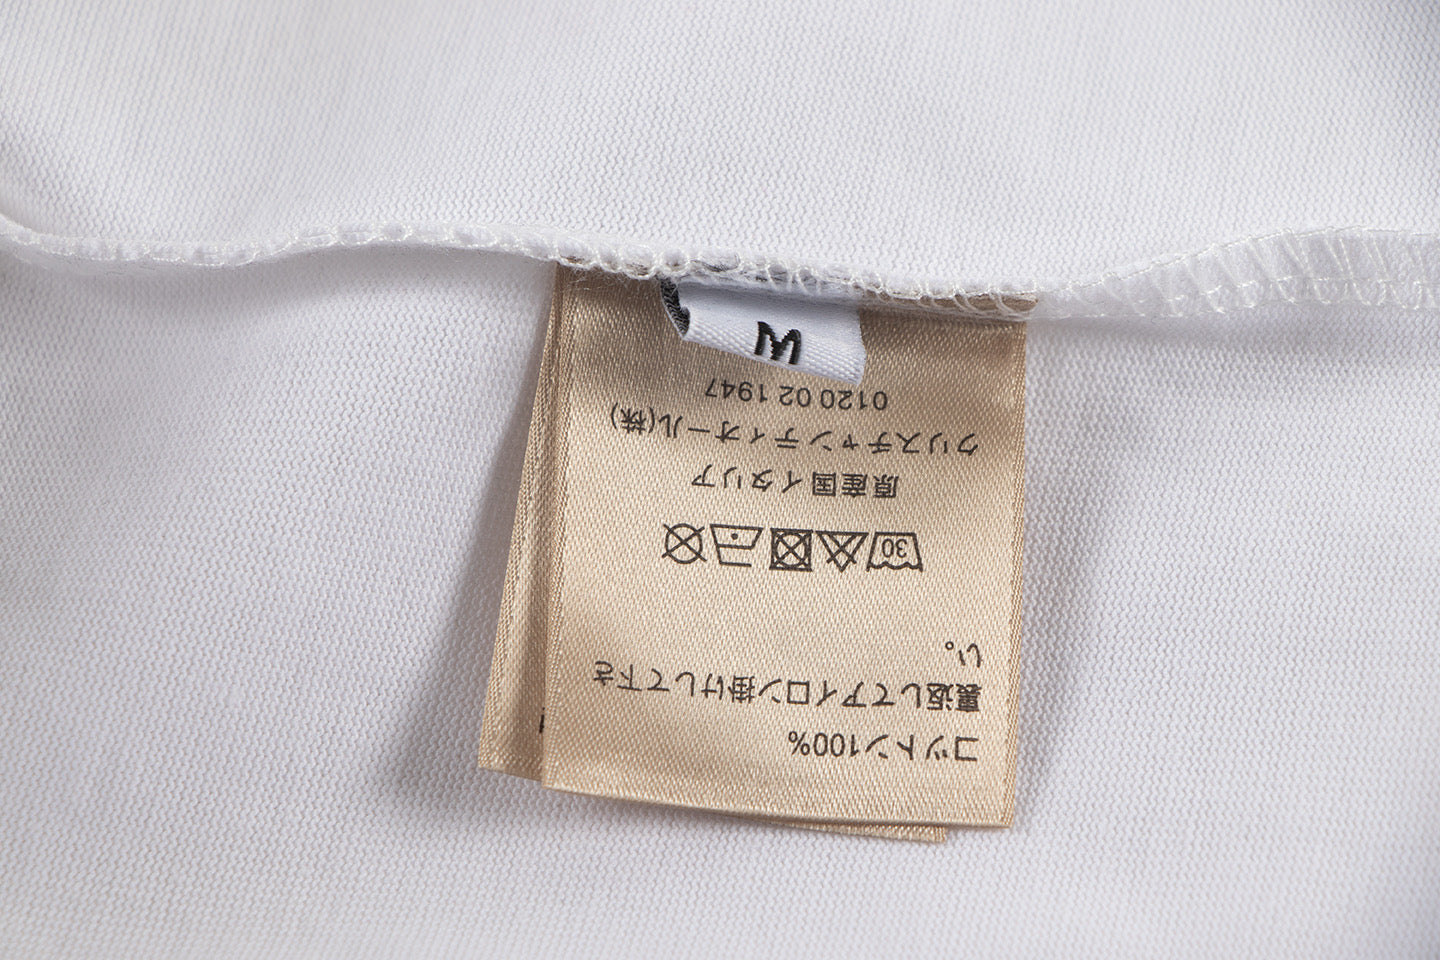 コットン100%
裏返してアイロン掛けして下さ
い。
30
原産国イタリア
クリスチャンディオール(株)
0120 02 1947
M